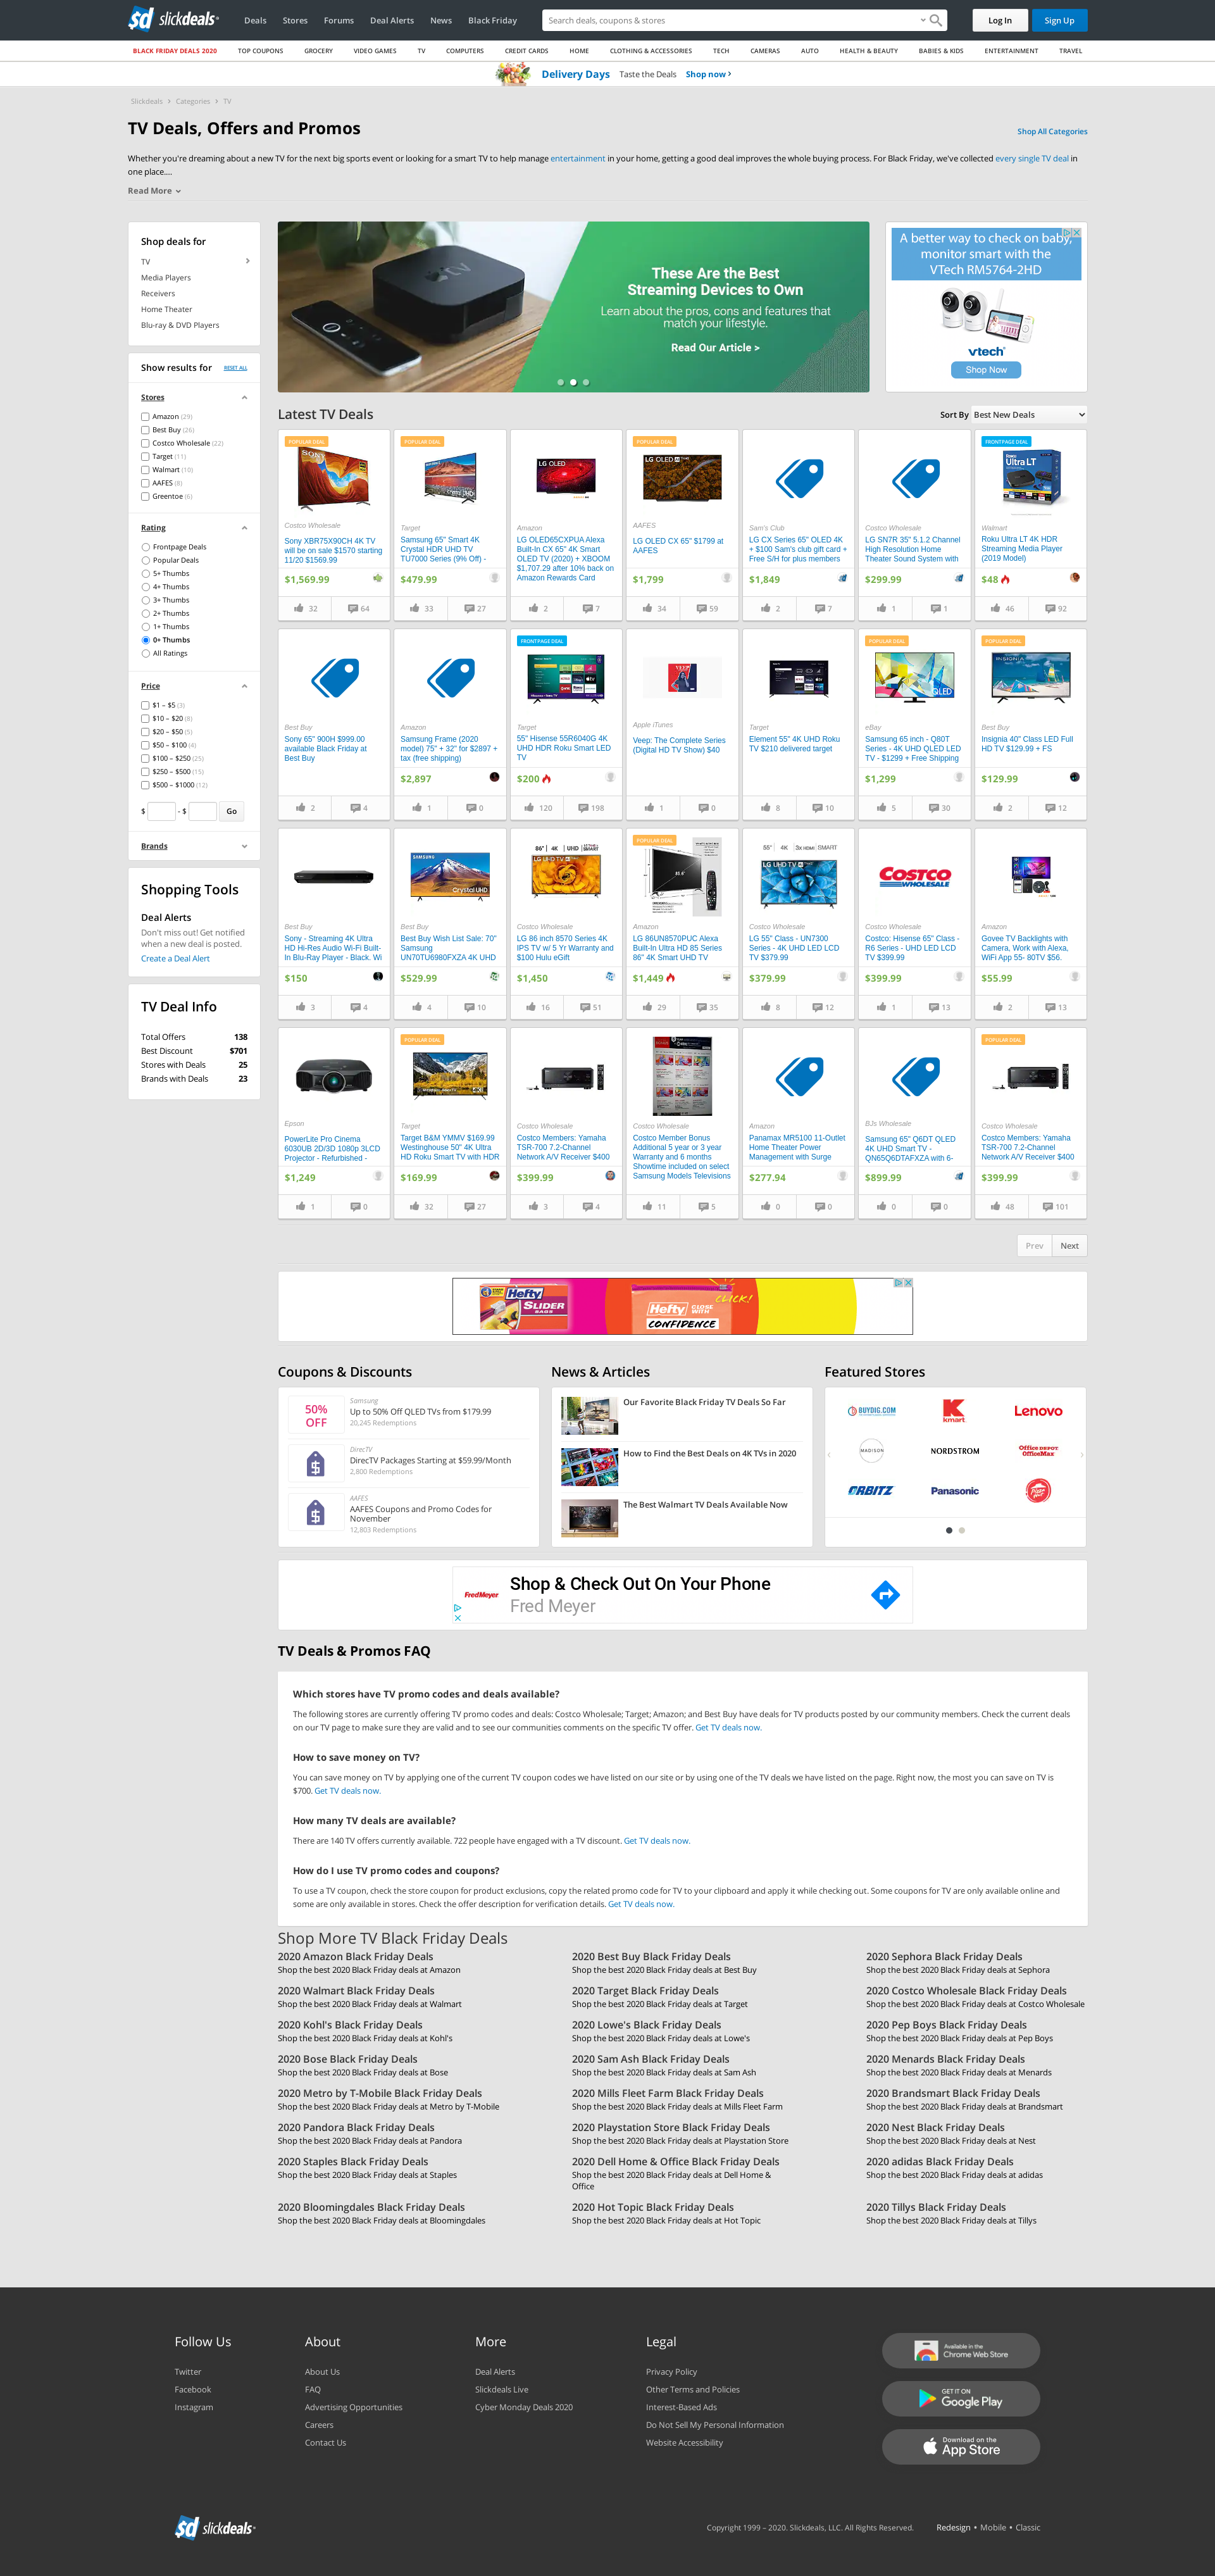 slickdeals
Deals Stores Forums Deal Alerts News Black Friday
Search deals, coupons & stores
Log In Sign Up
BLACK FRIDAY DEALS 2020 TOP COUPONS GROCERY VIDEO GAMES TV COMPUTERS CREDIT CARDS HOME CLOTHING & ACCESSORIES TECH CAMERAS AUTO HEALTH & BEAUTY BABIES & KIDS ENTERTAINMENT TRAVEL
Delivery Days Taste the Deals Shop now ›
Slickdeals › Categories › TV
TV Deals, Offers and Promos
Shop All Categories
Whether you're dreaming about a new TV for the next big sports event or looking for a smart TV to help manage entertainment in your home, getting a good deal improves the whole buying process. For Black Friday, we've collected every single TV deal in
one place....
Read More
Shop deals for
TV
Media Players
Receivers
Home Theater
Blu-ray & DVD Players
Show results for RESET ALL
Stores
Amazon (29)
Best Buy (26)
Costco Wholesale (22)
Target (11)
Walmart (10)
AAFES (8)
Greentoe (6)
Rating
Frontpage Deals
Popular Deals
5+ Thumbs
4+ Thumbs
3+ Thumbs
2+ Thumbs
1+ Thumbs
0+ Thumbs
All Ratings
Price
$1 – $5 (3)
$10 – $20 (8)
$20 – $50 (5)
$50 – $100 (4)
$100 – $250 (25)
$250 – $500 (15)
$500 – $1000 (12)
$ - $ Go
Brands
Shopping Tools
Deal Alerts
Don't miss out! Get notified
when a new deal is posted.
Create a Deal Alert
TV Deal Info
Total Offers 138
Best Discount $701
Stores with Deals 25
Brands with Deals 23
These Are the Best
Streaming Devices to Own
Learn about the pros, cons and features that
match your lifestyle.
Read Our Article >
A better way to check on baby,
monitor smart with the
VTech RM5764-2HD
vtech
Shop Now
Latest TV Deals
Sort By Best New Deals
POPULAR DEAL
Costco Wholesale
Sony XBR75X90CH 4K TV
will be on sale $1570 starting
11/20 $1569.99
$1,569.99
32 64
POPULAR DEAL
Target
Samsung 65" Smart 4K
Crystal HDR UHD TV
TU7000 Series (9% Off) -
$479.99
33 27
LG OLED
Amazon
LG OLED65CXPUA Alexa
Built-In CX 65" 4K Smart
OLED TV (2020) + XBOOM
$1,707.29 after 10% back on
Amazon Rewards Card
2 7
POPULAR DEAL
LG OLED
AAFES
LG OLED CX 65" $1799 at
AAFES
$1,799
34 59
Sam's Club
LG CX Series 65" OLED 4K
+ $100 Sam's club gift card +
Free S/H for plus members
$1,849
2 7
Costco Wholesale
LG SN7R 35" 5.1.2 Channel
High Resolution Home
Theater Sound System with
$299.99
1 1
FRONTPAGE DEAL
Ultra LT
Walmart
Roku Ultra LT 4K HDR
Streaming Media Player
(2019 Model)
$48
46 92
Best Buy
Sony 65" 900H $999.00
available Black Friday at
Best Buy
2 4
Amazon
Samsung Frame (2020
model) 75" + 32" for $2897 +
tax (free shipping)
$2,897
1 0
FRONTPAGE DEAL
Target
55" Hisense 55R6040G 4K
UHD HDR Roku Smart LED
TV
$200
120 198
VEEP
Apple iTunes
Veep: The Complete Series
(Digital HD TV Show) $40
1 0
Target
Element 55" 4K UHD Roku
TV $210 delivered target
8 10
POPULAR DEAL
QLED
eBay
Samsung 65 inch - Q80T
Series - 4K UHD QLED LED
TV - $1299 + Free Shipping
$1,299
5 30
POPULAR DEAL
INSIGNIA
Best Buy
Insignia 40" Class LED Full
HD TV $129.99 + FS
$129.99
2 12
Best Buy
Sony - Streaming 4K Ultra
HD Hi-Res Audio Wi-Fi Built-
In Blu-Ray Player - Black. Wi
$150
3 4
SAMSUNG
Crystal UHD
Best Buy
Best Buy Wish List Sale: 70"
Samsung
UN70TU6980FXZA 4K UHD
$529.99
4 10
86" 4K UHD SMART
LG UHD TV
Costco Wholesale
LG 86 inch 8570 Series 4K
IPS TV w/ 5 Yr Warranty and
$100 Hulu eGift
$1,450
16 51
POPULAR DEAL
Amazon
LG 86UN8570PUC Alexa
Built-In Ultra HD 85 Series
86" 4K Smart UHD TV
$1,449
29 35
55" 4K 3x HDMI SMART
LG UHD TV
Costco Wholesale
LG 55" Class - UN7300
Series - 4K UHD LED LCD
TV $379.99
$379.99
8 12
COSTCO
WHOLESALE
Costco Wholesale
Costco: Hisense 65" Class -
R6 Series - UHD LED LCD
TV $399.99
$399.99
1 13
Amazon
Govee TV Backlights with
Camera, Work with Alexa,
WiFi App 55- 80TV $56.
$55.99
2 13
Epson
PowerLite Pro Cinema
6030UB 2D/3D 1080p 3LCD
Projector - Refurbished -
$1,249
1 0
POPULAR DEAL
Target
Target B&M YMMV $169.99
Westinghouse 50" 4K Ultra
HD Roku Smart TV with HDR
$169.99
32 27
Costco Wholesale
Costco Members: Yamaha
TSR-700 7.2-Channel
Network A/V Receiver $400
$399.99
3 4
Costco Wholesale
Costco Member Bonus
Additional 5 year or 3 year
Warranty and 6 months
Showtime included on select
Samsung Models Televisions
11 5
Amazon
Panamax MR5100 11-Outlet
Home Theater Power
Management with Surge
$277.94
0 0
BJs Wholesale
Samsung 65" Q6DT QLED
4K UHD Smart TV -
QN65Q6DTAFXZA with 6-
$899.99
0 0
POPULAR DEAL
Costco Wholesale
Costco Members: Yamaha
TSR-700 7.2-Channel
Network A/V Receiver $400
$399.99
48 101
Prev Next
Hefty SLIDER BAGS
Hefty CLOSE WITH
CONFIDENCE
CLICK!
Coupons & Discounts
50%
OFF
Samsung
Up to 50% Off QLED TVs from $179.99
20,245 Redemptions
DirecTV
DirecTV Packages Starting at $59.99/Month
2,800 Redemptions
AAFES
AAFES Coupons and Promo Codes for
November
12,803 Redemptions
News & Articles
Our Favorite Black Friday TV Deals So Far
How to Find the Best Deals on 4K TVs in 2020
The Best Walmart TV Deals Available Now
Featured Stores
BUYDIG.COM kmart Lenovo
MADISON NORDSTROM Office DEPOT
OfficeMax
ORBITZ Panasonic Pizza Hut
Shop & Check Out On Your Phone
Fred Meyer
FredMeyer
TV Deals & Promos FAQ
Which stores have TV promo codes and deals available?
The following stores are currently offering TV promo codes and deals: Costco Wholesale; Target; Amazon; and Best Buy have deals for TV products posted by our community members. Check the current deals
on our TV page to make sure they are valid and to see our communities comments on the specific TV offer. Get TV deals now.
How to save money on TV?
You can save money on TV by applying one of the current TV coupon codes we have listed on our site or by using one of the TV deals we have listed on the page. Right now, the most you can save on TV is
$700. Get TV deals now.
How many TV deals are available?
There are 140 TV offers currently available. 722 people have engaged with a TV discount. Get TV deals now.
How do I use TV promo codes and coupons?
To use a TV coupon, check the store coupon for product exclusions, copy the related promo code for TV to your clipboard and apply it while checking out. Some coupons for TV are only available online and
some are only available in stores. Check the offer description for verification details. Get TV deals now.
Shop More TV Black Friday Deals
2020 Amazon Black Friday Deals
Shop the best 2020 Black Friday deals at Amazon
2020 Best Buy Black Friday Deals
Shop the best 2020 Black Friday deals at Best Buy
2020 Sephora Black Friday Deals
Shop the best 2020 Black Friday deals at Sephora
2020 Walmart Black Friday Deals
Shop the best 2020 Black Friday deals at Walmart
2020 Target Black Friday Deals
Shop the best 2020 Black Friday deals at Target
2020 Costco Wholesale Black Friday Deals
Shop the best 2020 Black Friday deals at Costco Wholesale
2020 Kohl's Black Friday Deals
Shop the best 2020 Black Friday deals at Kohl's
2020 Lowe's Black Friday Deals
Shop the best 2020 Black Friday deals at Lowe's
2020 Pep Boys Black Friday Deals
Shop the best 2020 Black Friday deals at Pep Boys
2020 Bose Black Friday Deals
Shop the best 2020 Black Friday deals at Bose
2020 Sam Ash Black Friday Deals
Shop the best 2020 Black Friday deals at Sam Ash
2020 Menards Black Friday Deals
Shop the best 2020 Black Friday deals at Menards
2020 Metro by T-Mobile Black Friday Deals
Shop the best 2020 Black Friday deals at Metro by T-Mobile
2020 Mills Fleet Farm Black Friday Deals
Shop the best 2020 Black Friday deals at Mills Fleet Farm
2020 Brandsmart Black Friday Deals
Shop the best 2020 Black Friday deals at Brandsmart
2020 Pandora Black Friday Deals
Shop the best 2020 Black Friday deals at Pandora
2020 Playstation Store Black Friday Deals
Shop the best 2020 Black Friday deals at Playstation Store
2020 Nest Black Friday Deals
Shop the best 2020 Black Friday deals at Nest
2020 Staples Black Friday Deals
Shop the best 2020 Black Friday deals at Staples
2020 Dell Home & Office Black Friday Deals
Shop the best 2020 Black Friday deals at Dell Home &
Office
2020 adidas Black Friday Deals
Shop the best 2020 Black Friday deals at adidas
2020 Bloomingdales Black Friday Deals
Shop the best 2020 Black Friday deals at Bloomingdales
2020 Hot Topic Black Friday Deals
Shop the best 2020 Black Friday deals at Hot Topic
2020 Tillys Black Friday Deals
Shop the best 2020 Black Friday deals at Tillys
Follow Us
Twitter
Facebook
Instagram
About
About Us
FAQ
Advertising Opportunities
Careers
Contact Us
More
Deal Alerts
Slickdeals Live
Cyber Monday Deals 2020
Legal
Privacy Policy
Other Terms and Policies
Interest-Based Ads
Do Not Sell My Personal Information
Website Accessibility
Available in the
Chrome Web Store
GET IT ON
Google Play
Download on the
App Store
slickdeals
Copyright 1999 – 2020. Slickdeals, LLC. All Rights Reserved. Redesign • Mobile • Classic